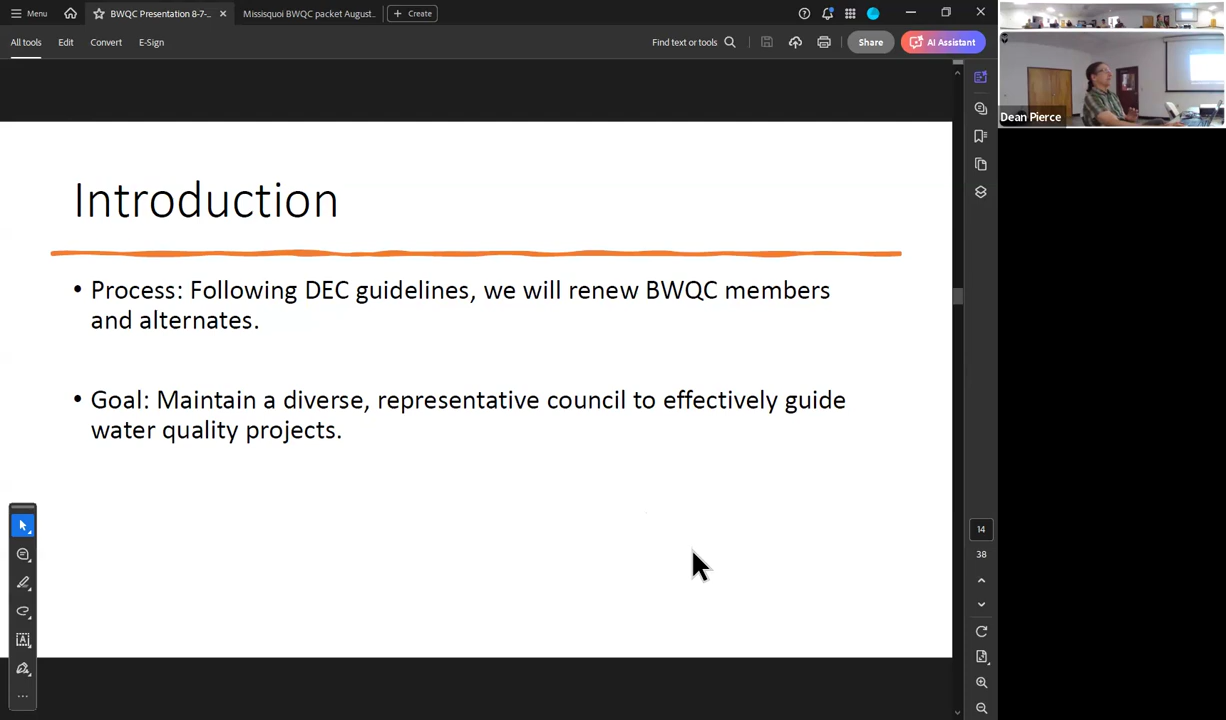 Menu
BWQC Presentation 8-7-...
Missisquoi BWQC packet August...
Create
All tools
Edit
Convert
E-Sign
Find text or tools
Share
AI Assistant
Dean Pierce
Introduction
• Process: Following DEC guidelines, we will renew BWQC members
and alternates.
• Goal: Maintain a diverse, representative council to effectively guide
water quality projects.
14
38